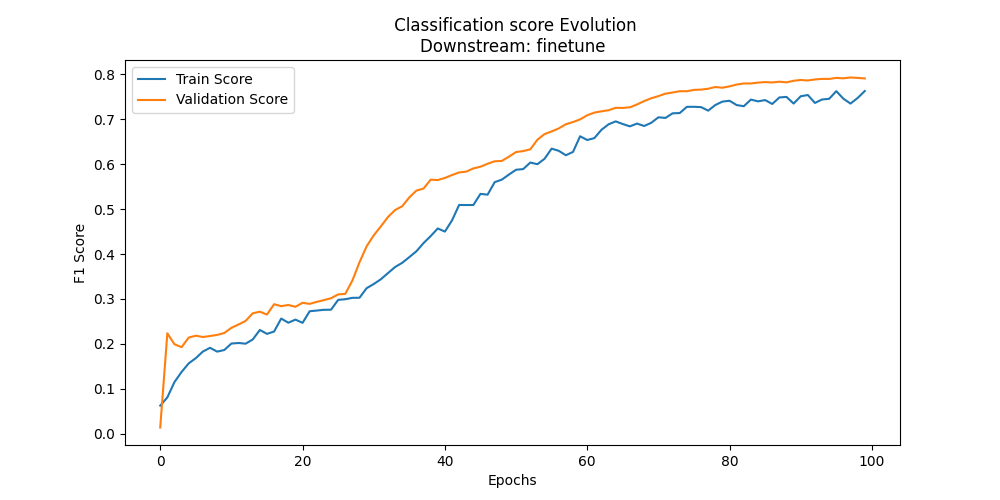 Classification score Evolution
Downstream: finetune
Train Score
Validation Score
F1 Score
0.8
0.7
0.6
0.5
0.4
0.3
0.2
0.1
0.0
0 20 40 60 80 100
Epochs